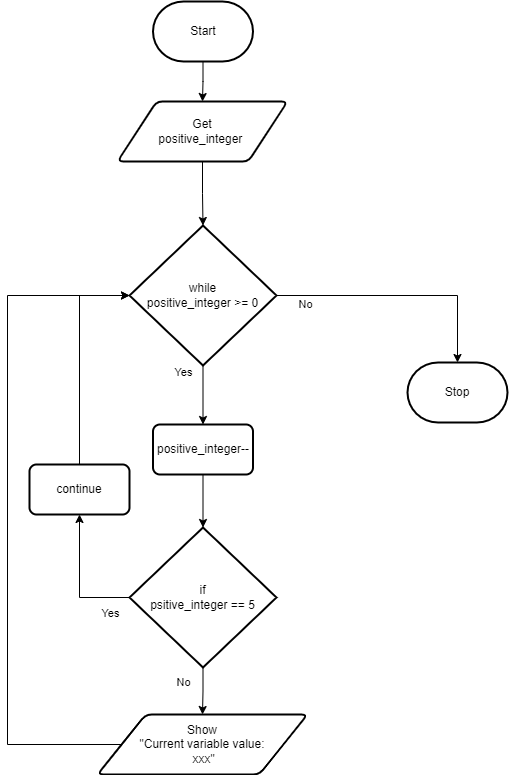 Start
Get
positive_integer
while
positive_integer >= 0
No
Yes
Stop
positive_integer--
continue
if
psitive_integer == 5
Yes
No
Show
"Current variable value:
xxx"